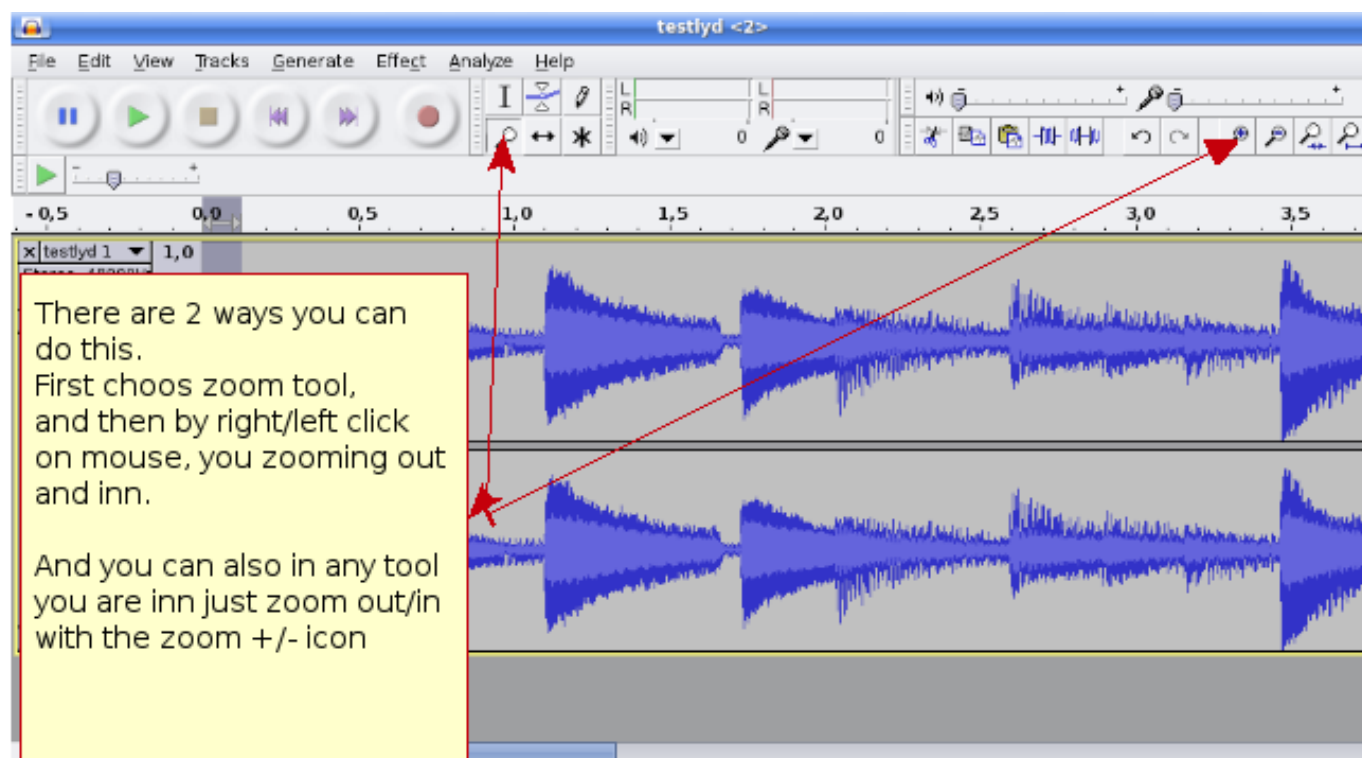 testlyd <2>
File Edit View Tracks Generate Effect Analyze Help
L
R
L
R
0
0
- 0,5 0,0 0,5 1,0 1,5 2,0 2,5 3,0 3,5
testlyd 1 1,0
There are 2 ways you can
do this.
First choos zoom tool,
and then by right/left click
on mouse, you zooming out
and inn.
And you can also in any tool
you are inn just zoom out/in
with the zoom +/- icon